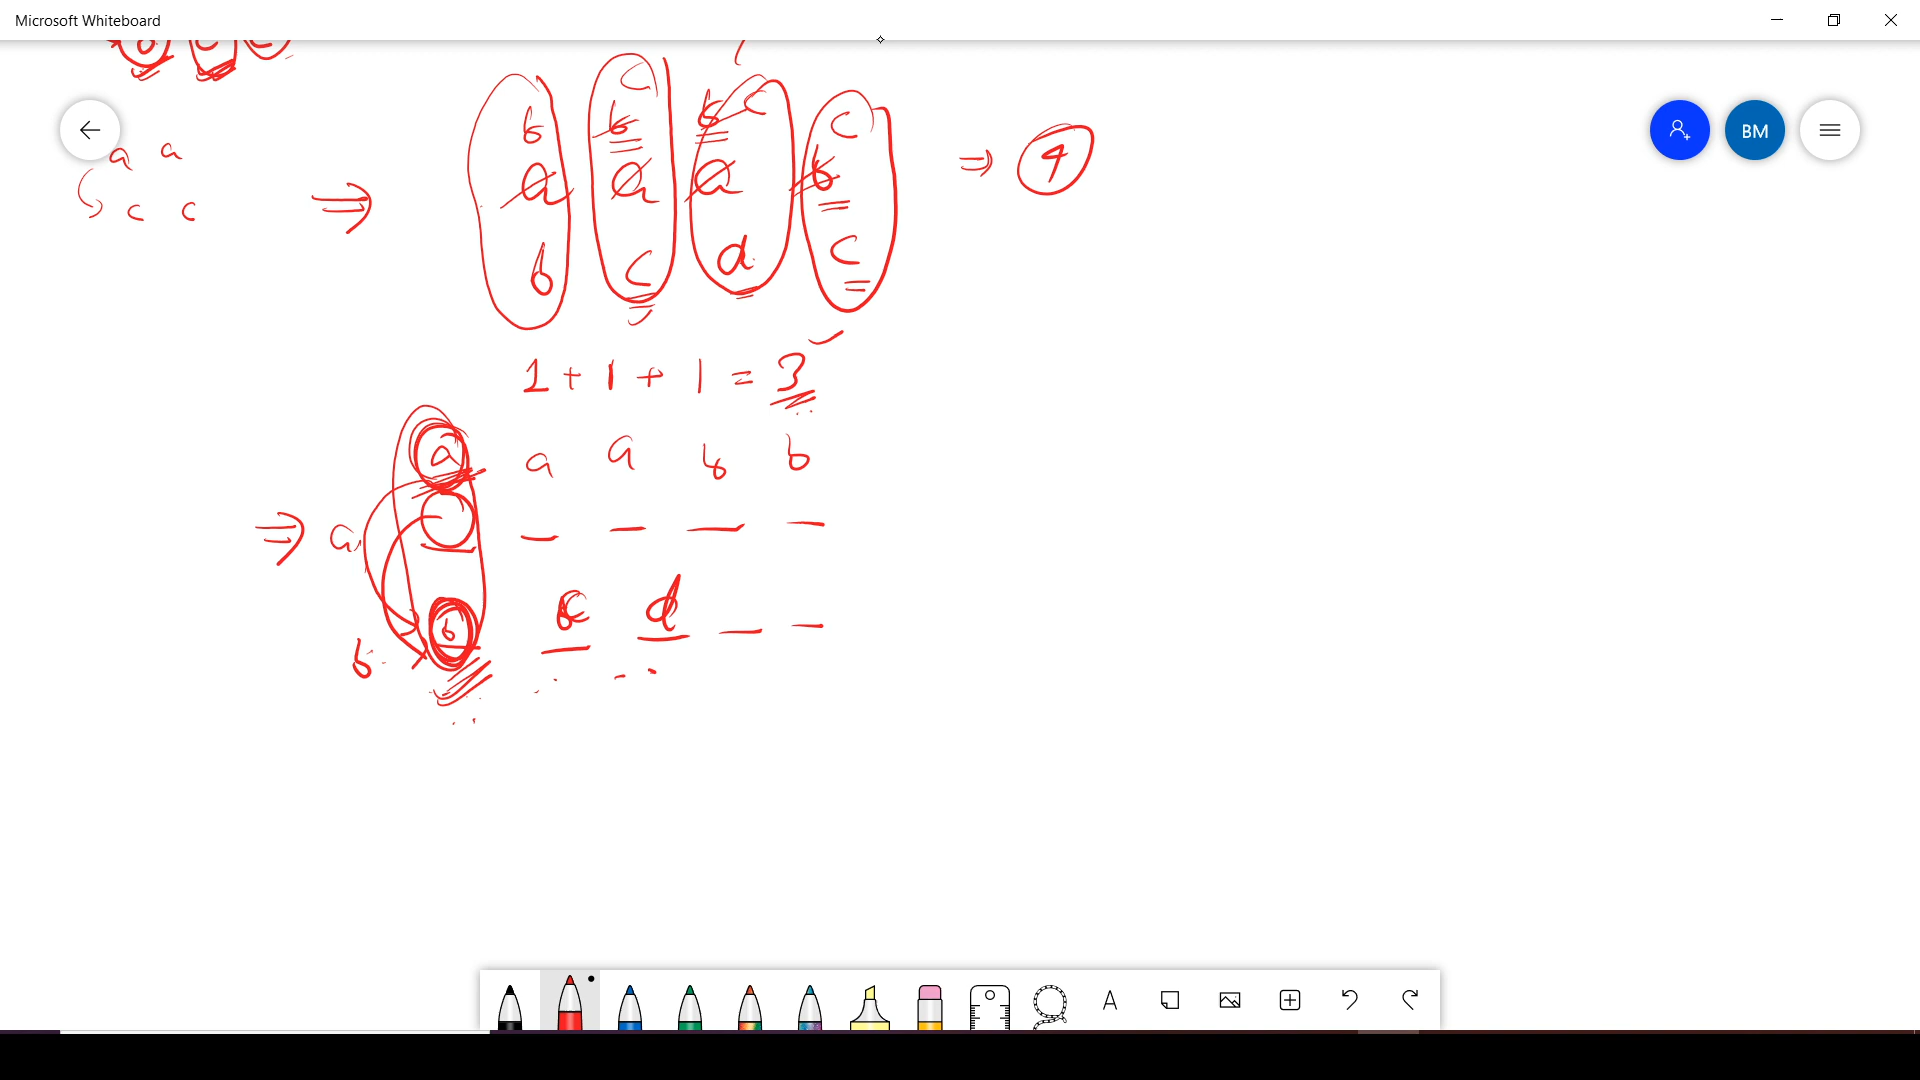 Microsoft Whiteboard
BM
a a
c c
⇒
b c b c c
b a a a b
b c d c
⇒ 4
1 + 1 + 1 = 3
a a a b b
⇒ a, _ _ _ _
b c d _ _
b
A